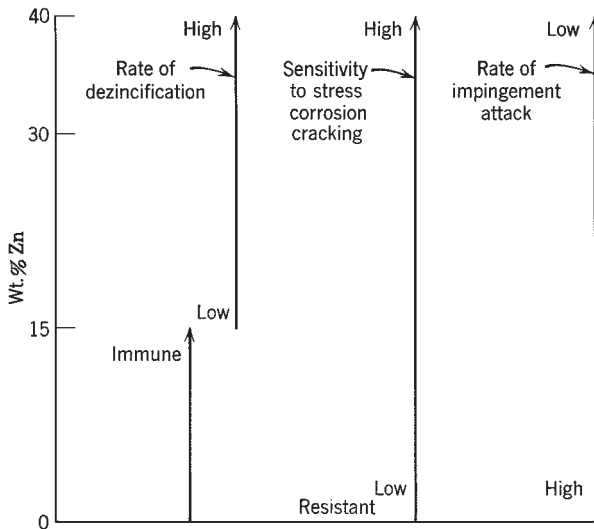 40
High
High
Low
Rate of
dezincification
Sensitivity
to stress
corrosion
cracking
Rate of
impingement
attack
30
Wt.% Zn
Low
15
Immune
Low
High
Resistant
0